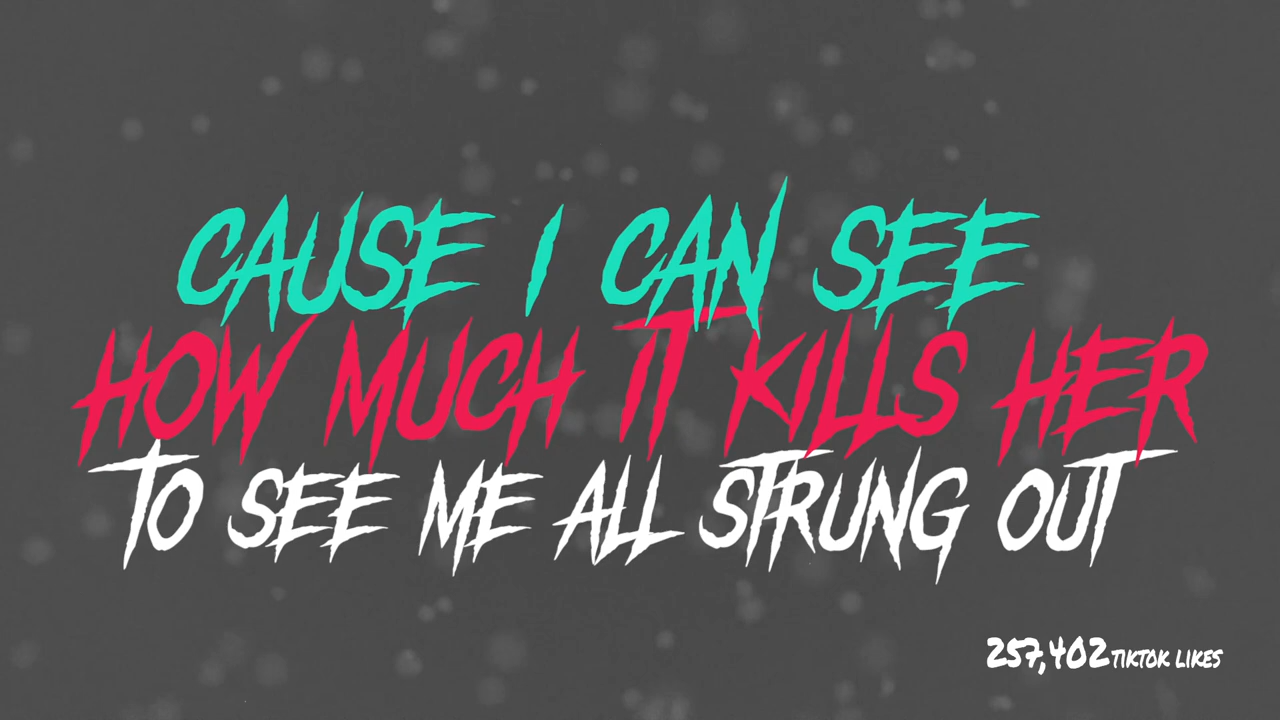 CAUSE I CAN SEE
HOW MUCH IT KILLS HER
TO SEE ME ALL STRUNG OUT
257,402 TIKTOK LIKES